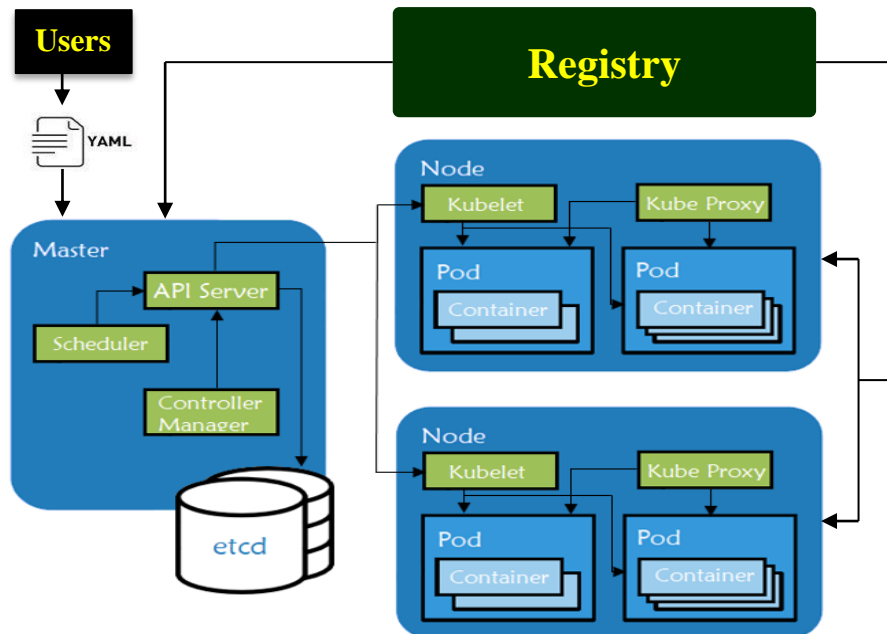 Users
Registry
YAML
Master
API Server
Scheduler
Controller
Manager
etcd
Node
Kubelet
Kube Proxy
Pod
Container
Pod
Container
Node
Kubelet
Kube Proxy
Pod
Container
Pod
Container